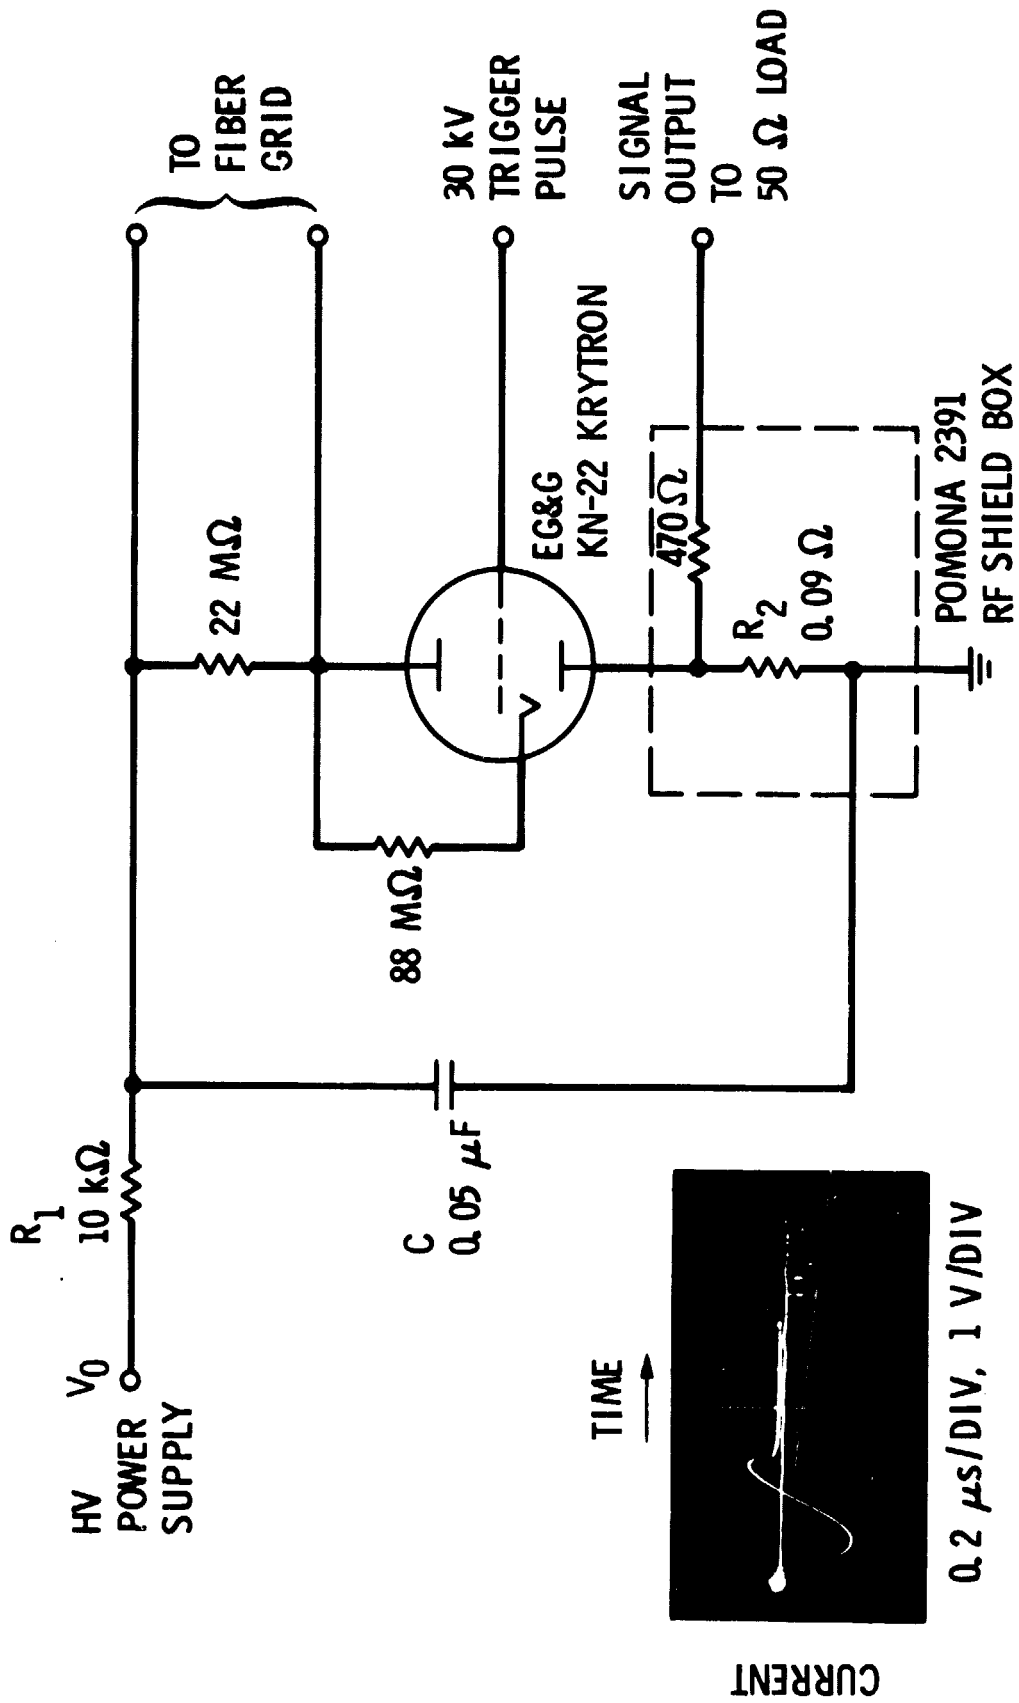 HV
POWER
SUPPLY
V0
R1
10 kΩ
C
0.05 μF
22 MΩ
88 MΩ
TO
FIBER
GRID
30 kV
TRIGGER
PULSE
EG&G
KN-22 KRYTRON
SIGNAL
OUTPUT
TO
50 Ω LOAD
470 Ω
R2
0.09 Ω
POMONA 2391
RF SHIELD BOX
TIME
CURRENT
0.2 μs/DIV, 1 V/DIV